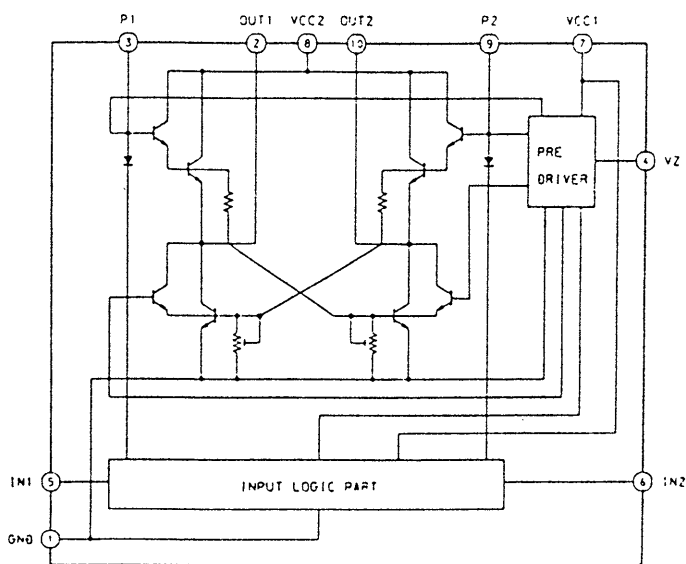 P1 OUT1 VCC2 OUT2 P2 VCC1
3 2 8 10 9 7
PRE
DRIVER
4 VZ
IN1 5
INPUT LOGIC PART
6 IN2
GND 1